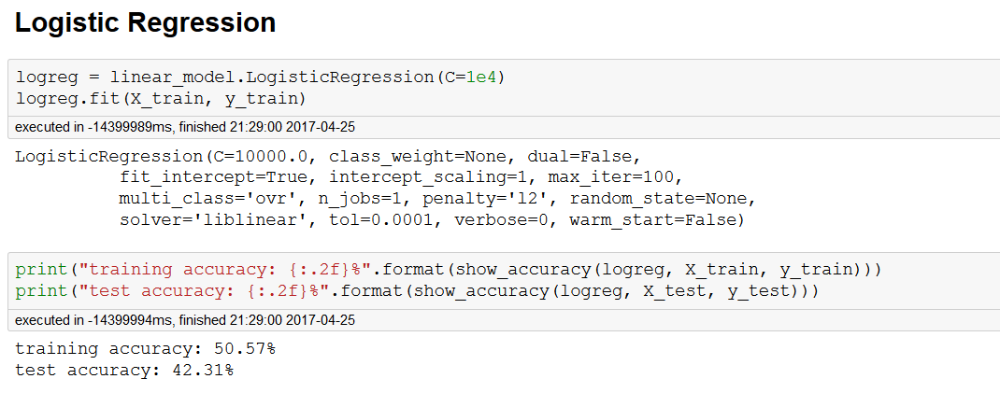 Logistic Regression
logreg = linear_model.LogisticRegression(C=1e4)
logreg.fit(X_train, y_train)
executed in -14399989ms, finished 21:29:00 2017-04-25
LogisticRegression(C=10000.0, class_weight=None, dual=False,
          fit_intercept=True, intercept_scaling=1, max_iter=100,
          multi_class='ovr', n_jobs=1, penalty='l2', random_state=None,
          solver='liblinear', tol=0.0001, verbose=0, warm_start=False)
print("training accuracy: {:.2f}%".format(show_accuracy(logreg, X_train, y_train)))
print("test accuracy: {:.2f}%".format(show_accuracy(logreg, X_test, y_test)))
executed in -14399994ms, finished 21:29:00 2017-04-25
training accuracy: 50.57%
test accuracy: 42.31%